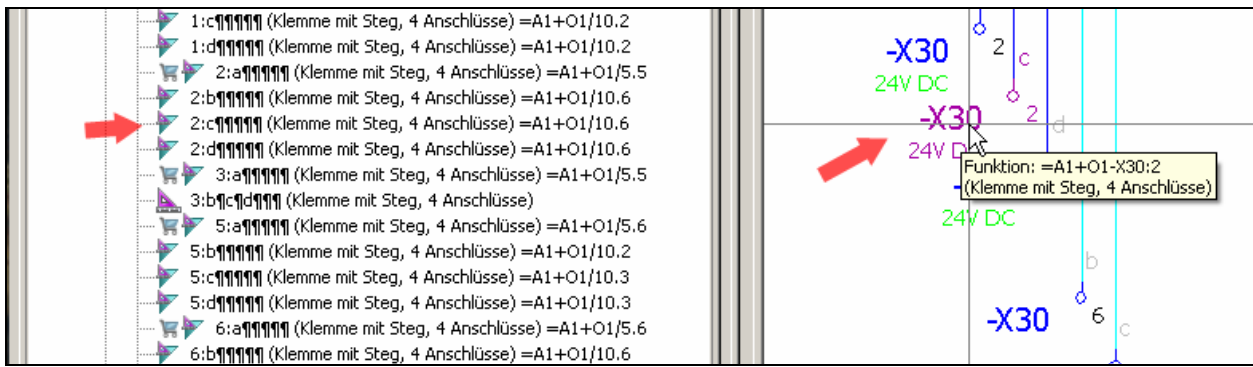 1:c¶¶¶¶¶ (Klemme mit Steg, 4 Anschlüsse) =A1+O1/10.2
1:d¶¶¶¶¶ (Klemme mit Steg, 4 Anschlüsse) =A1+O1/10.2
2:a¶¶¶¶¶ (Klemme mit Steg, 4 Anschlüsse) =A1+O1/5.5
2:b¶¶¶¶¶ (Klemme mit Steg, 4 Anschlüsse) =A1+O1/10.6
2:c¶¶¶¶¶ (Klemme mit Steg, 4 Anschlüsse) =A1+O1/10.6
2:d¶¶¶¶¶ (Klemme mit Steg, 4 Anschlüsse) =A1+O1/10.6
3:a¶¶¶¶¶ (Klemme mit Steg, 4 Anschlüsse) =A1+O1/5.5
3:b¶c¶d¶¶¶ (Klemme mit Steg, 4 Anschlüsse)
5:a¶¶¶¶¶ (Klemme mit Steg, 4 Anschlüsse) =A1+O1/5.6
5:b¶¶¶¶¶ (Klemme mit Steg, 4 Anschlüsse) =A1+O1/10.2
5:c¶¶¶¶¶ (Klemme mit Steg, 4 Anschlüsse) =A1+O1/10.3
5:d¶¶¶¶¶ (Klemme mit Steg, 4 Anschlüsse) =A1+O1/10.3
6:a¶¶¶¶¶ (Klemme mit Steg, 4 Anschlüsse) =A1+O1/5.6
6:b¶¶¶¶¶ (Klemme mit Steg, 4 Anschlüsse) =A1+O1/10.6
-X30 2 c
24V DC
-X30 2 d
24V D
Funktion: =A1+O1-X30:2
(Klemme mit Steg, 4 Anschlüsse)
24V DC
b
-X30 6 c